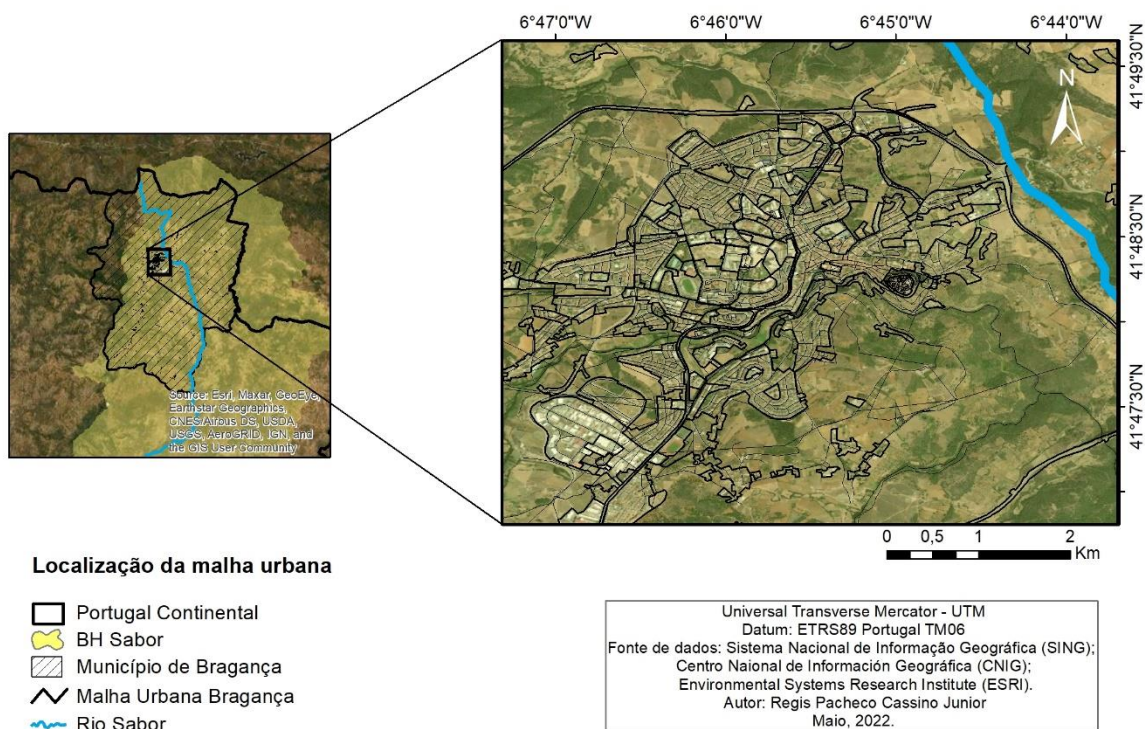 6°47'0"W
6°46'0"W
6°45'0"W
6°44'0"W
41°49'30"N
41°48'30"N
41°47'30"N
N
Source: Esri, Maxar, GeoEye,
Earthstar Geographics,
CNES/Airbus DS, USDA,
USGS, AeroGRID, IGN, and
the GIS User Community
0 0,5 1 2
Km
Localização da malha urbana
Portugal Continental
BH Sabor
Município de Bragança
Malha Urbana Bragança
Rio Sabor
Universal Transverse Mercator - UTM
Datum: ETRS89 Portugal TM06
Fonte de dados: Sistema Nacional de Informação Geográfica (SING);
Centro Naional de Información Geográfica (CNIG);
Environmental Systems Research Institute (ESRI).
Autor: Regis Pacheco Cassino Junior
Maio, 2022.